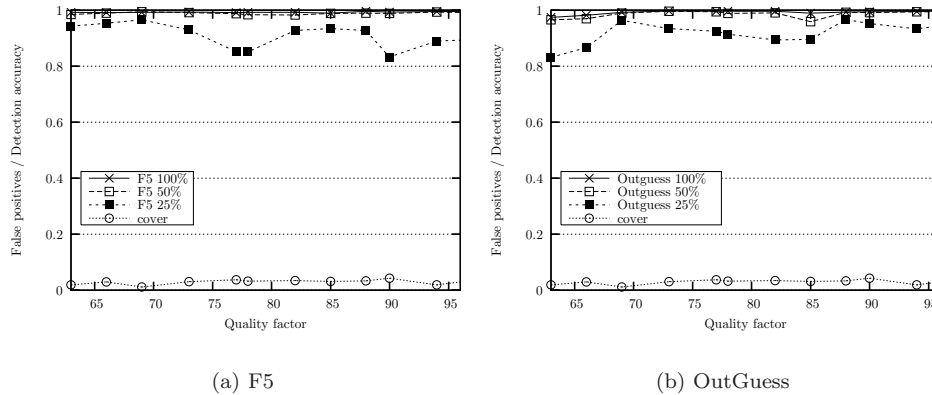 False positives / Detection accuracy
1
0.8
0.6
0.4
0.2
0
F5 100%
F5 50%
F5 25%
cover
65 70 75 80 85 90 95
Quality factor
(a) F5
False positives / Detection accuracy
1
0.8
0.6
0.4
0.2
0
Outguess 100%
Outguess 50%
Outguess 25%
cover
65 70 75 80 85 90 95
Quality factor
(b) OutGuess